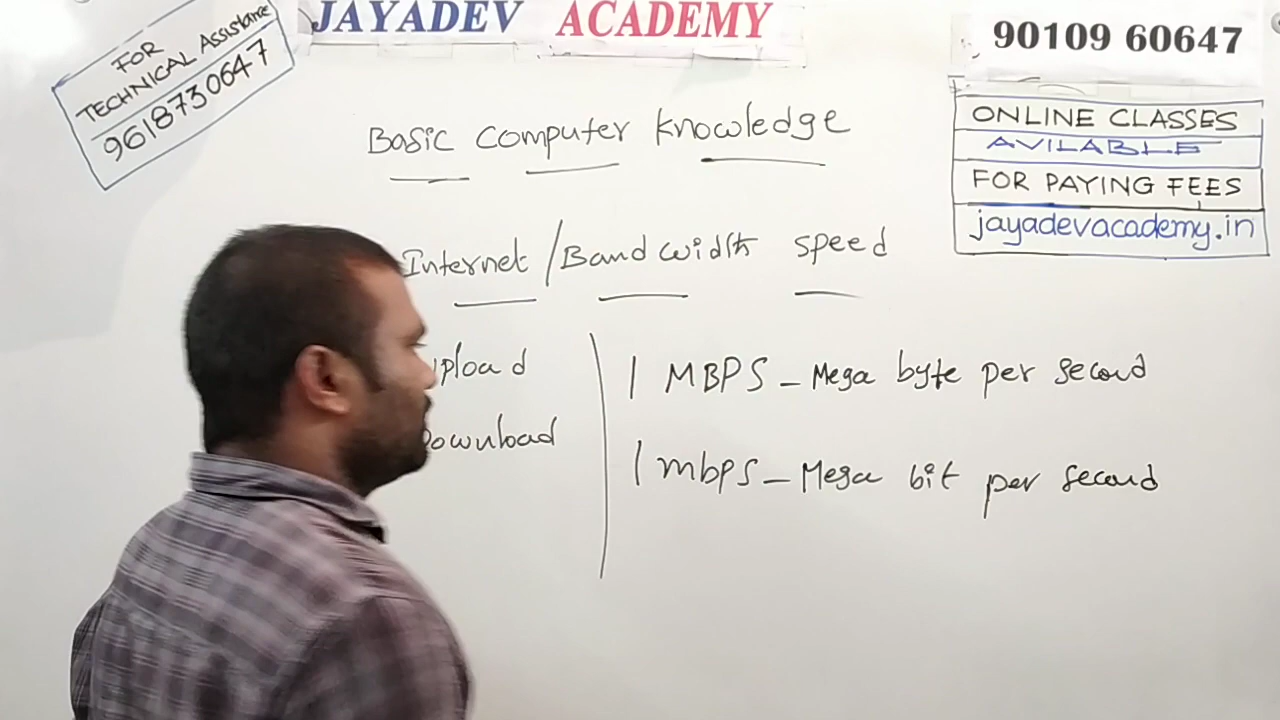 FOR
TECHNICAL Assistance
9618730647
JAYADEV ACADEMY
90109 60647
ONLINE CLASSES
AVILABLE
FOR PAYING FEES
jayadevacademy.in
Basic Computer Knowledge
Internet / Band width speed
upload
Download
1 MBPS - Mega byte per second
1 mbps - Mega bit per second